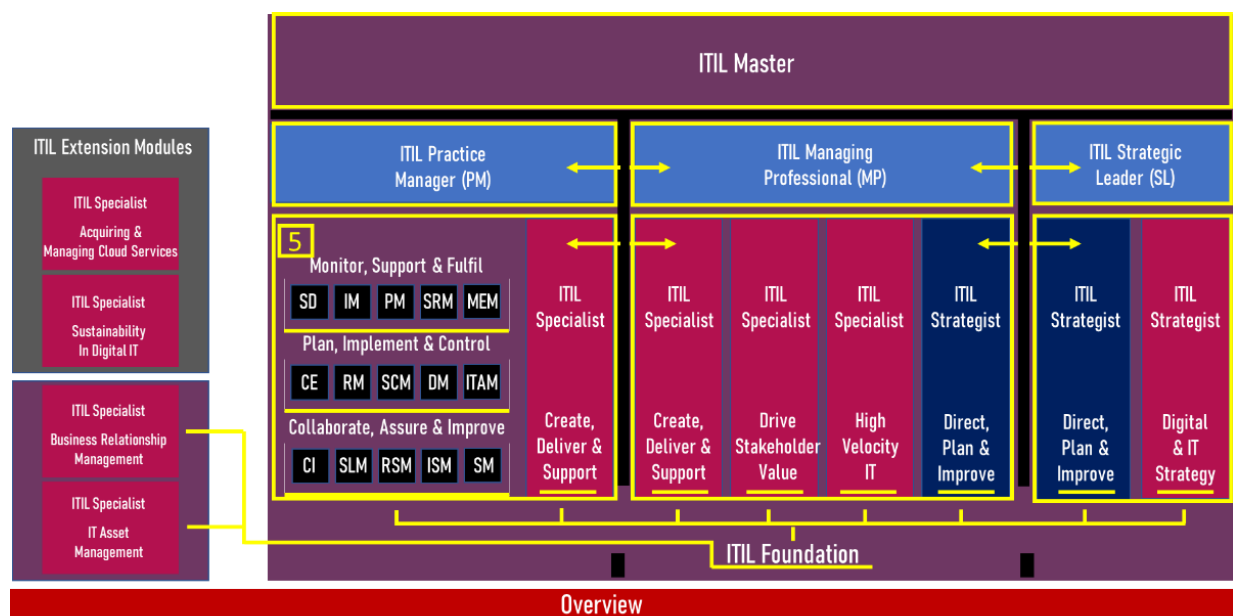 ITIL Master
ITIL Extension Modules
ITIL Specialist
Acquiring &
Managing Cloud Services
ITIL Specialist
Sustainability
In Digital IT
ITIL Specialist
Business Relationship
Management
ITIL Specialist
IT Asset
Management
ITIL Practice
Manager (PM)
ITIL Managing
Professional (MP)
ITIL Strategic
Leader (SL)
5
Monitor, Support & Fulfil
SD IM PM SRM MEM
Plan, Implement & Control
CE RM SCM DM ITAM
Collaborate, Assure & Improve
CI SLM RSM ISM SM
ITIL
Specialist
Create,
Deliver &
Support
ITIL
Specialist
Create,
Deliver &
Support
ITIL
Specialist
Drive
Stakeholder
Value
ITIL
Specialist
High
Velocity
IT
ITIL
Strategist
Direct,
Plan &
Improve
ITIL
Strategist
Direct,
Plan &
Improve
ITIL
Strategist
Digital
& IT
Strategy
ITIL Foundation
Overview